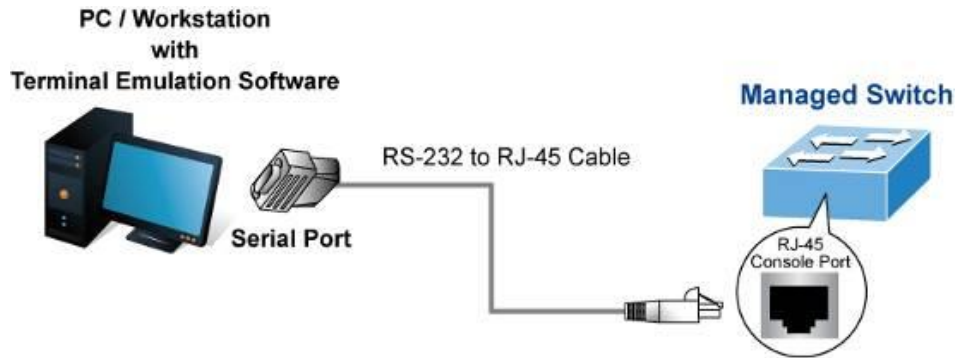 PC / Workstation
with
Terminal Emulation Software
Managed Switch
RS-232 to RJ-45 Cable
Serial Port
RJ-45
Console Port